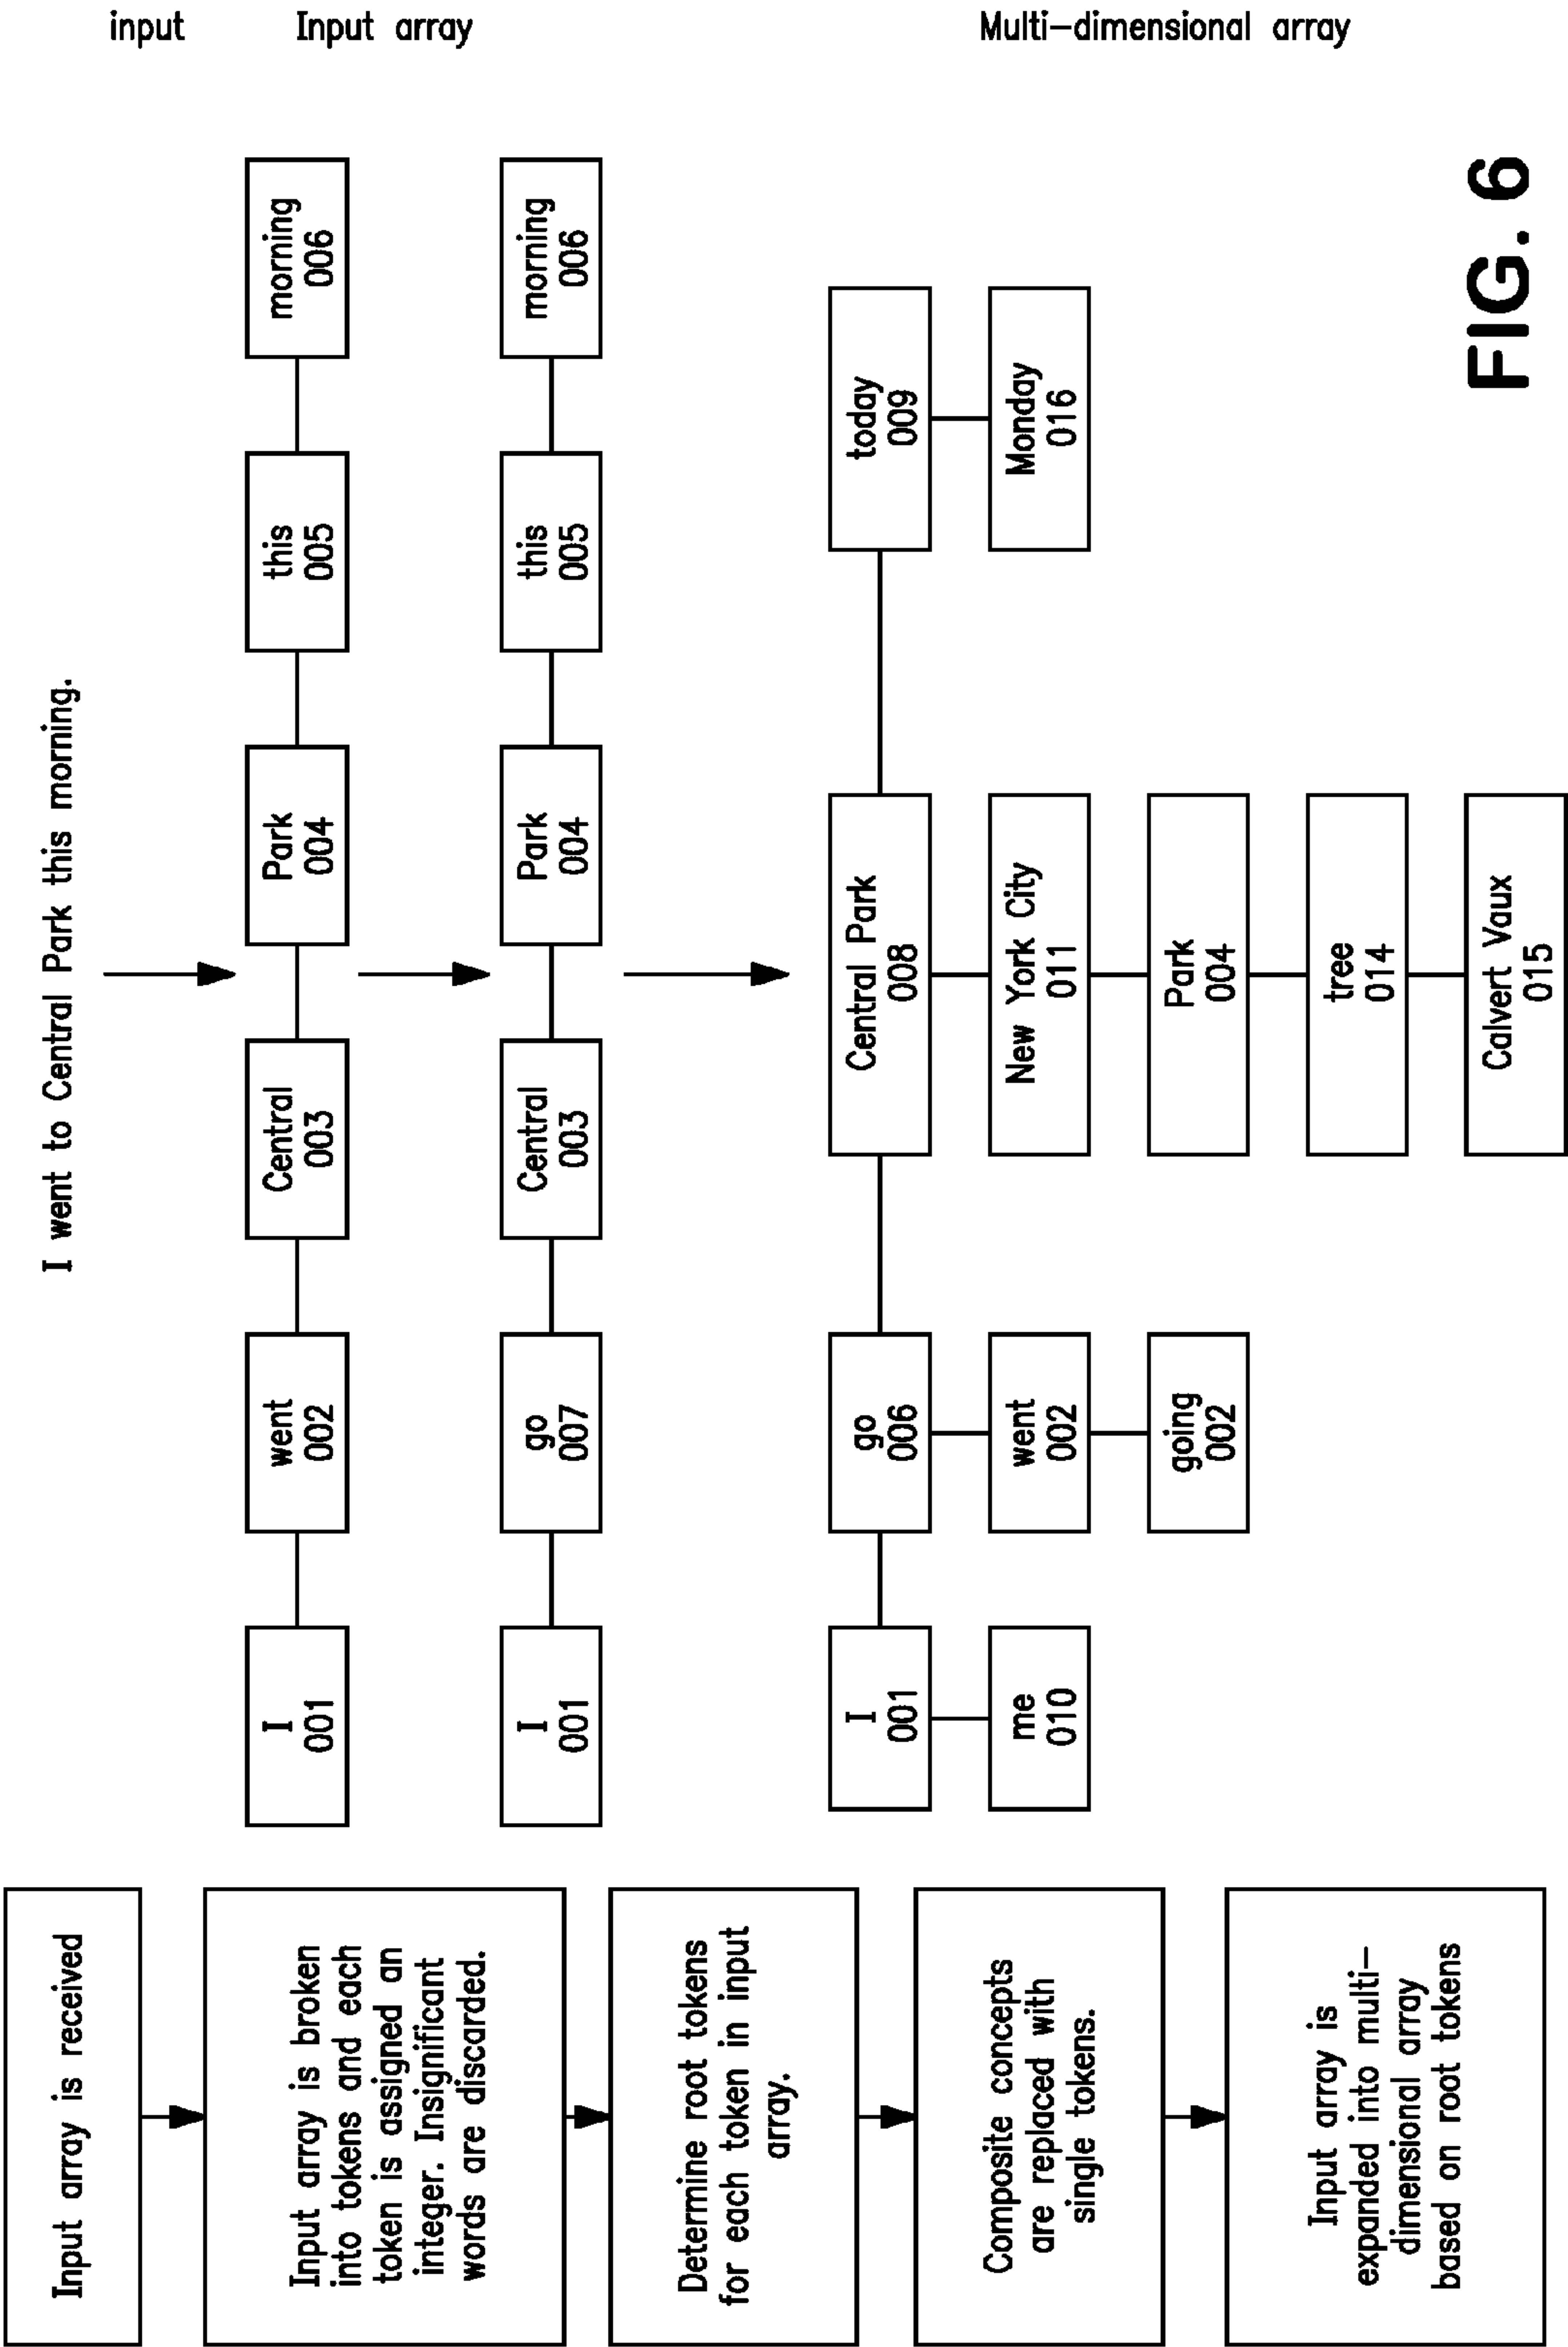 Input array is received
Input array is broken
into tokens and each
token is assigned an
integer. Insignificant
words are discarded.
Determine root tokens
for each token in input
array.
Composite concepts
are replaced with
single tokens.
Input array is
expanded into multi-
dimensional array
based on root tokens
I went to Central Park this morning.
input
I
001
went
002
Central
003
Park
004
this
005
morning
006
Input array
I
001
go
007
Central
003
Park
004
this
005
morning
006
I
001
go
006
Central Park
008
today
009
me
010
went
002
New York City
011
Monday
016
Multi-dimensional array
going
002
Park
004
tree
014
Calvert Vaux
015
FIG. 6